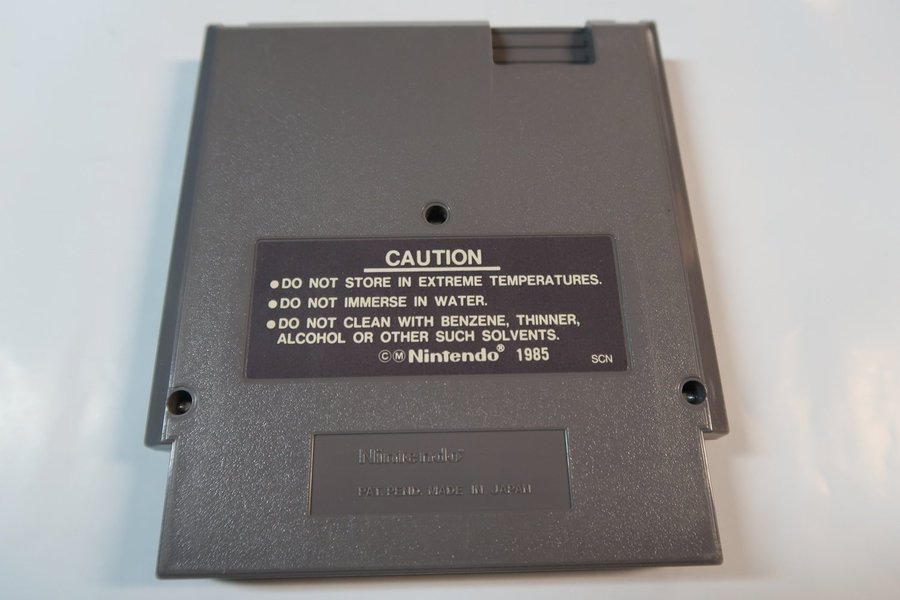 CAUTION
●DO NOT STORE IN EXTREME TEMPERATURES.
●DO NOT IMMERSE IN WATER.
●DO NOT CLEAN WITH BENZENE, THINNER,
ALCOHOL OR OTHER SUCH SOLVENTS.
ⒸⓂNintendo® 1985 SCN
Nintendo®
PAT. PEND. MADE IN JAPAN